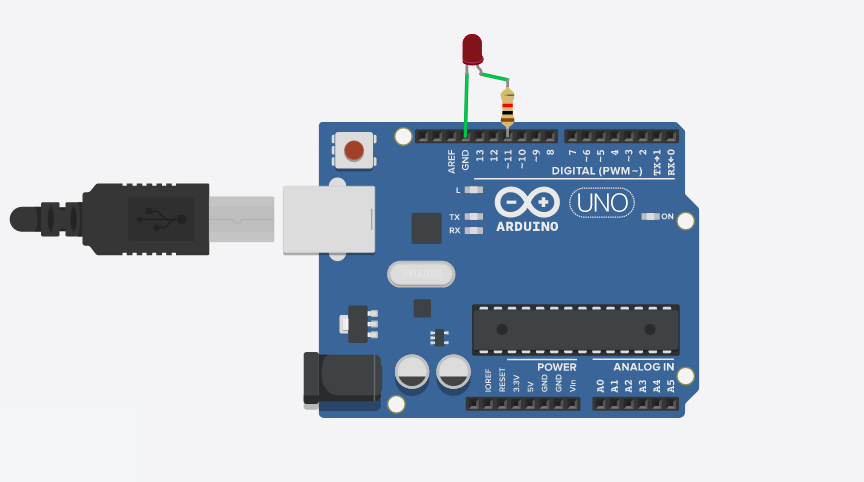 AREF
GND
13
12
~11
~10
~9
8
7
~6
~5
4
~3
2
TX→1
RX←0
DIGITAL (PWM~)
L
TX
RX
ARDUINO
UNO
ON
POWER
ANALOG IN
IOREF
RESET
3.3V
5V
GND
GND
Vin
A0
A1
A2
A3
A4
A5